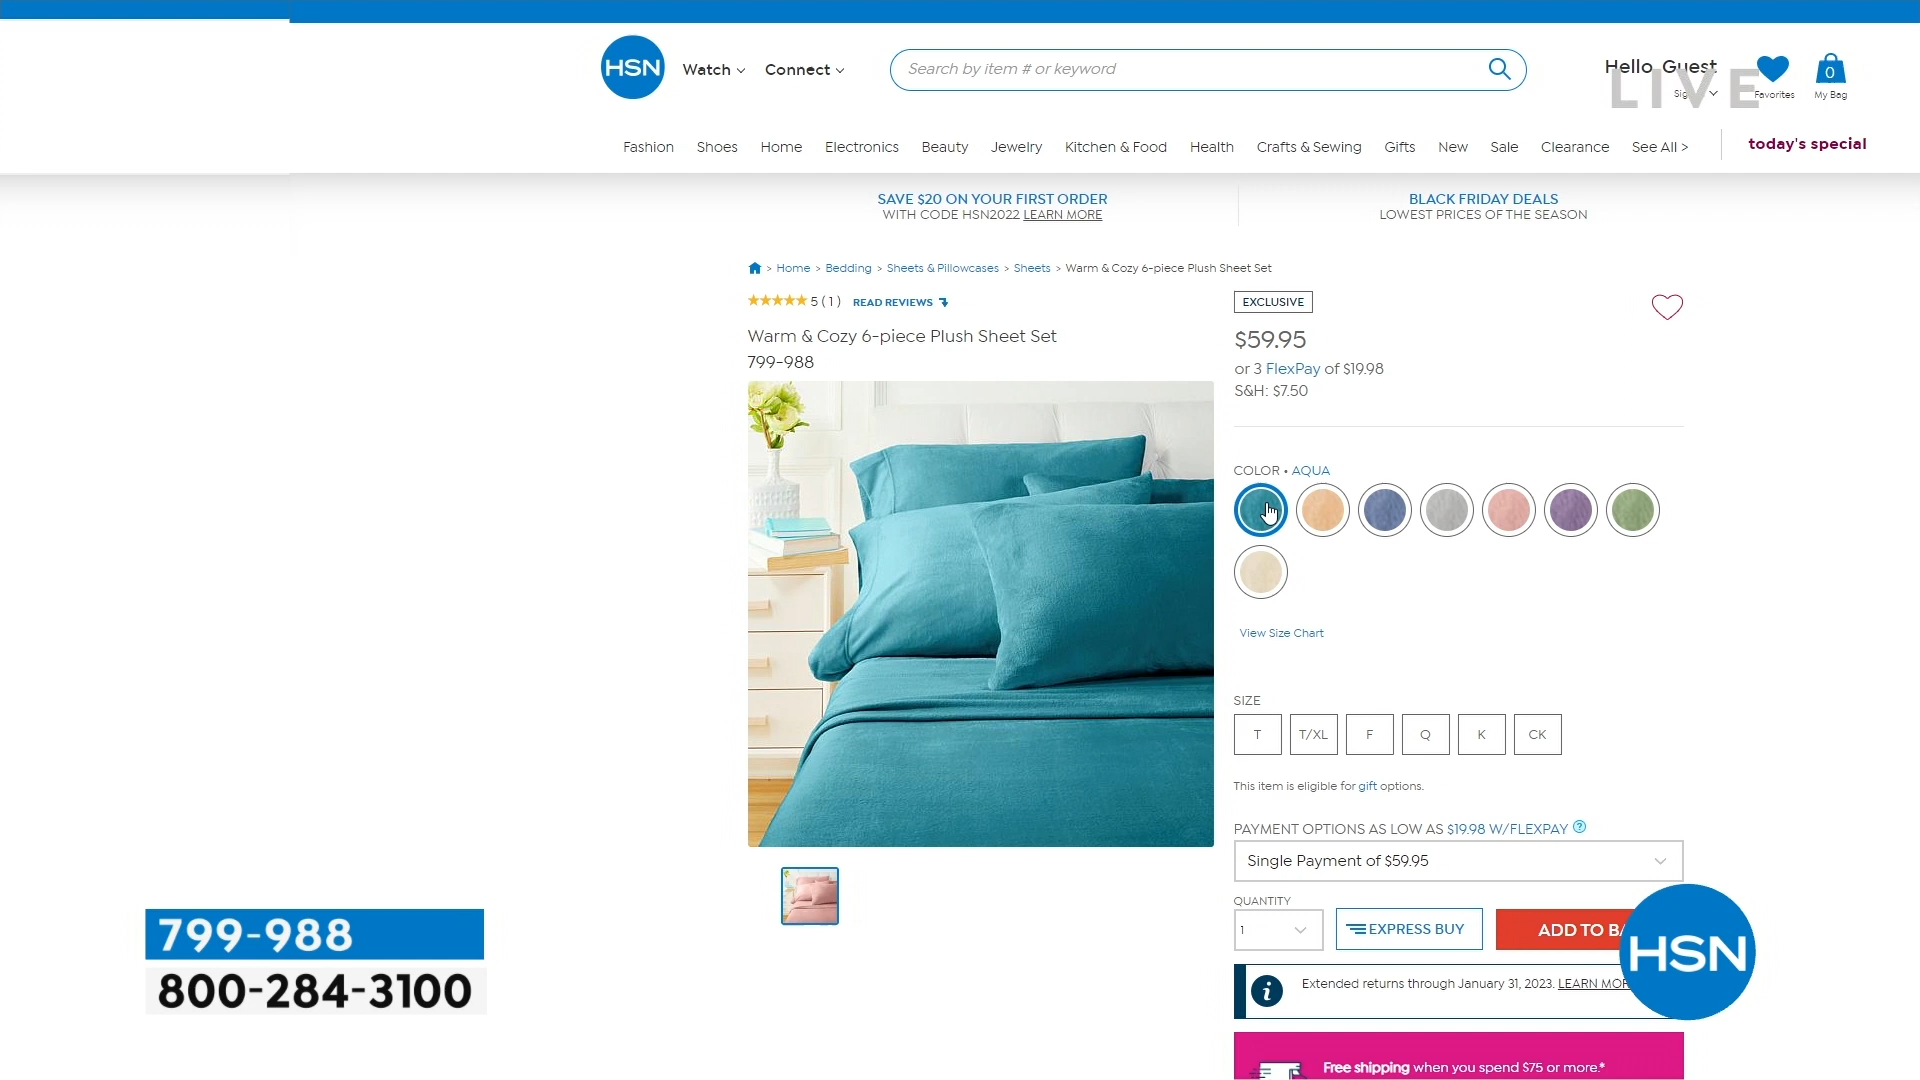 HSN
Watch
Connect
Search by item # or keyword
Hello, Guest
LIVE
Favorites
0
My Bag
Fashion
Shoes
Home
Electronics
Beauty
Jewelry
Kitchen & Food
Health
Crafts & Sewing
Gifts
New
Sale
Clearance
See All >
today's special
SAVE $20 ON YOUR FIRST ORDER
WITH CODE HSN2022 LEARN MORE
BLACK FRIDAY DEALS
LOWEST PRICES OF THE SEASON
> Home > Bedding > Sheets & Pillowcases > Sheets > Warm & Cozy 6-piece Plush Sheet Set
5 ( 1 ) READ REVIEWS
Warm & Cozy 6-piece Plush Sheet Set
799-988
EXCLUSIVE
$59.95
or 3 FlexPay of $19.98
S&H: $7.50
COLOR • AQUA
View Size Chart
SIZE
T
T/XL
F
Q
K
CK
This item is eligible for gift options.
PAYMENT OPTIONS AS LOW AS $19.98 W/FLEXPAY ?
Single Payment of $59.95
QUANTITY
1
EXPRESS BUY
ADD TO BA
HSN
i
Extended returns through January 31, 2023. LEARN MOR
Free shipping when you spend $75 or more.*
799-988
800-284-3100